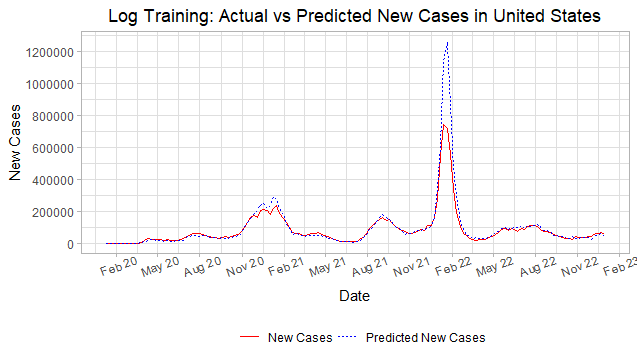 Log Training: Actual vs Predicted New Cases in United States
1200000
1000000
800000
600000
400000
200000
0
New Cases
Feb 20 May 20 Aug 20 Nov 20 Feb 21 May 21 Aug 21 Nov 21 Feb 22 May 22 Aug 22 Nov 22 Feb 23
Date
New Cases Predicted New Cases